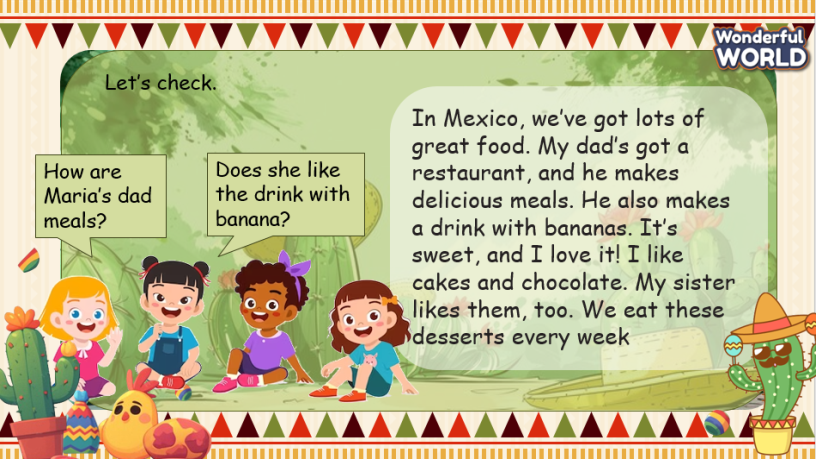 Wonderful
WORLD
Let's check.
How are
Maria's dad
meals?
Does she like
the drink with
banana?
In Mexico, we've got lots of
great food. My dad's got a
restaurant, and he makes
delicious meals. He also makes
a drink with bananas. It's
sweet, and I love it! I like
cakes and chocolate. My sister
likes them, too. We eat these
desserts every week